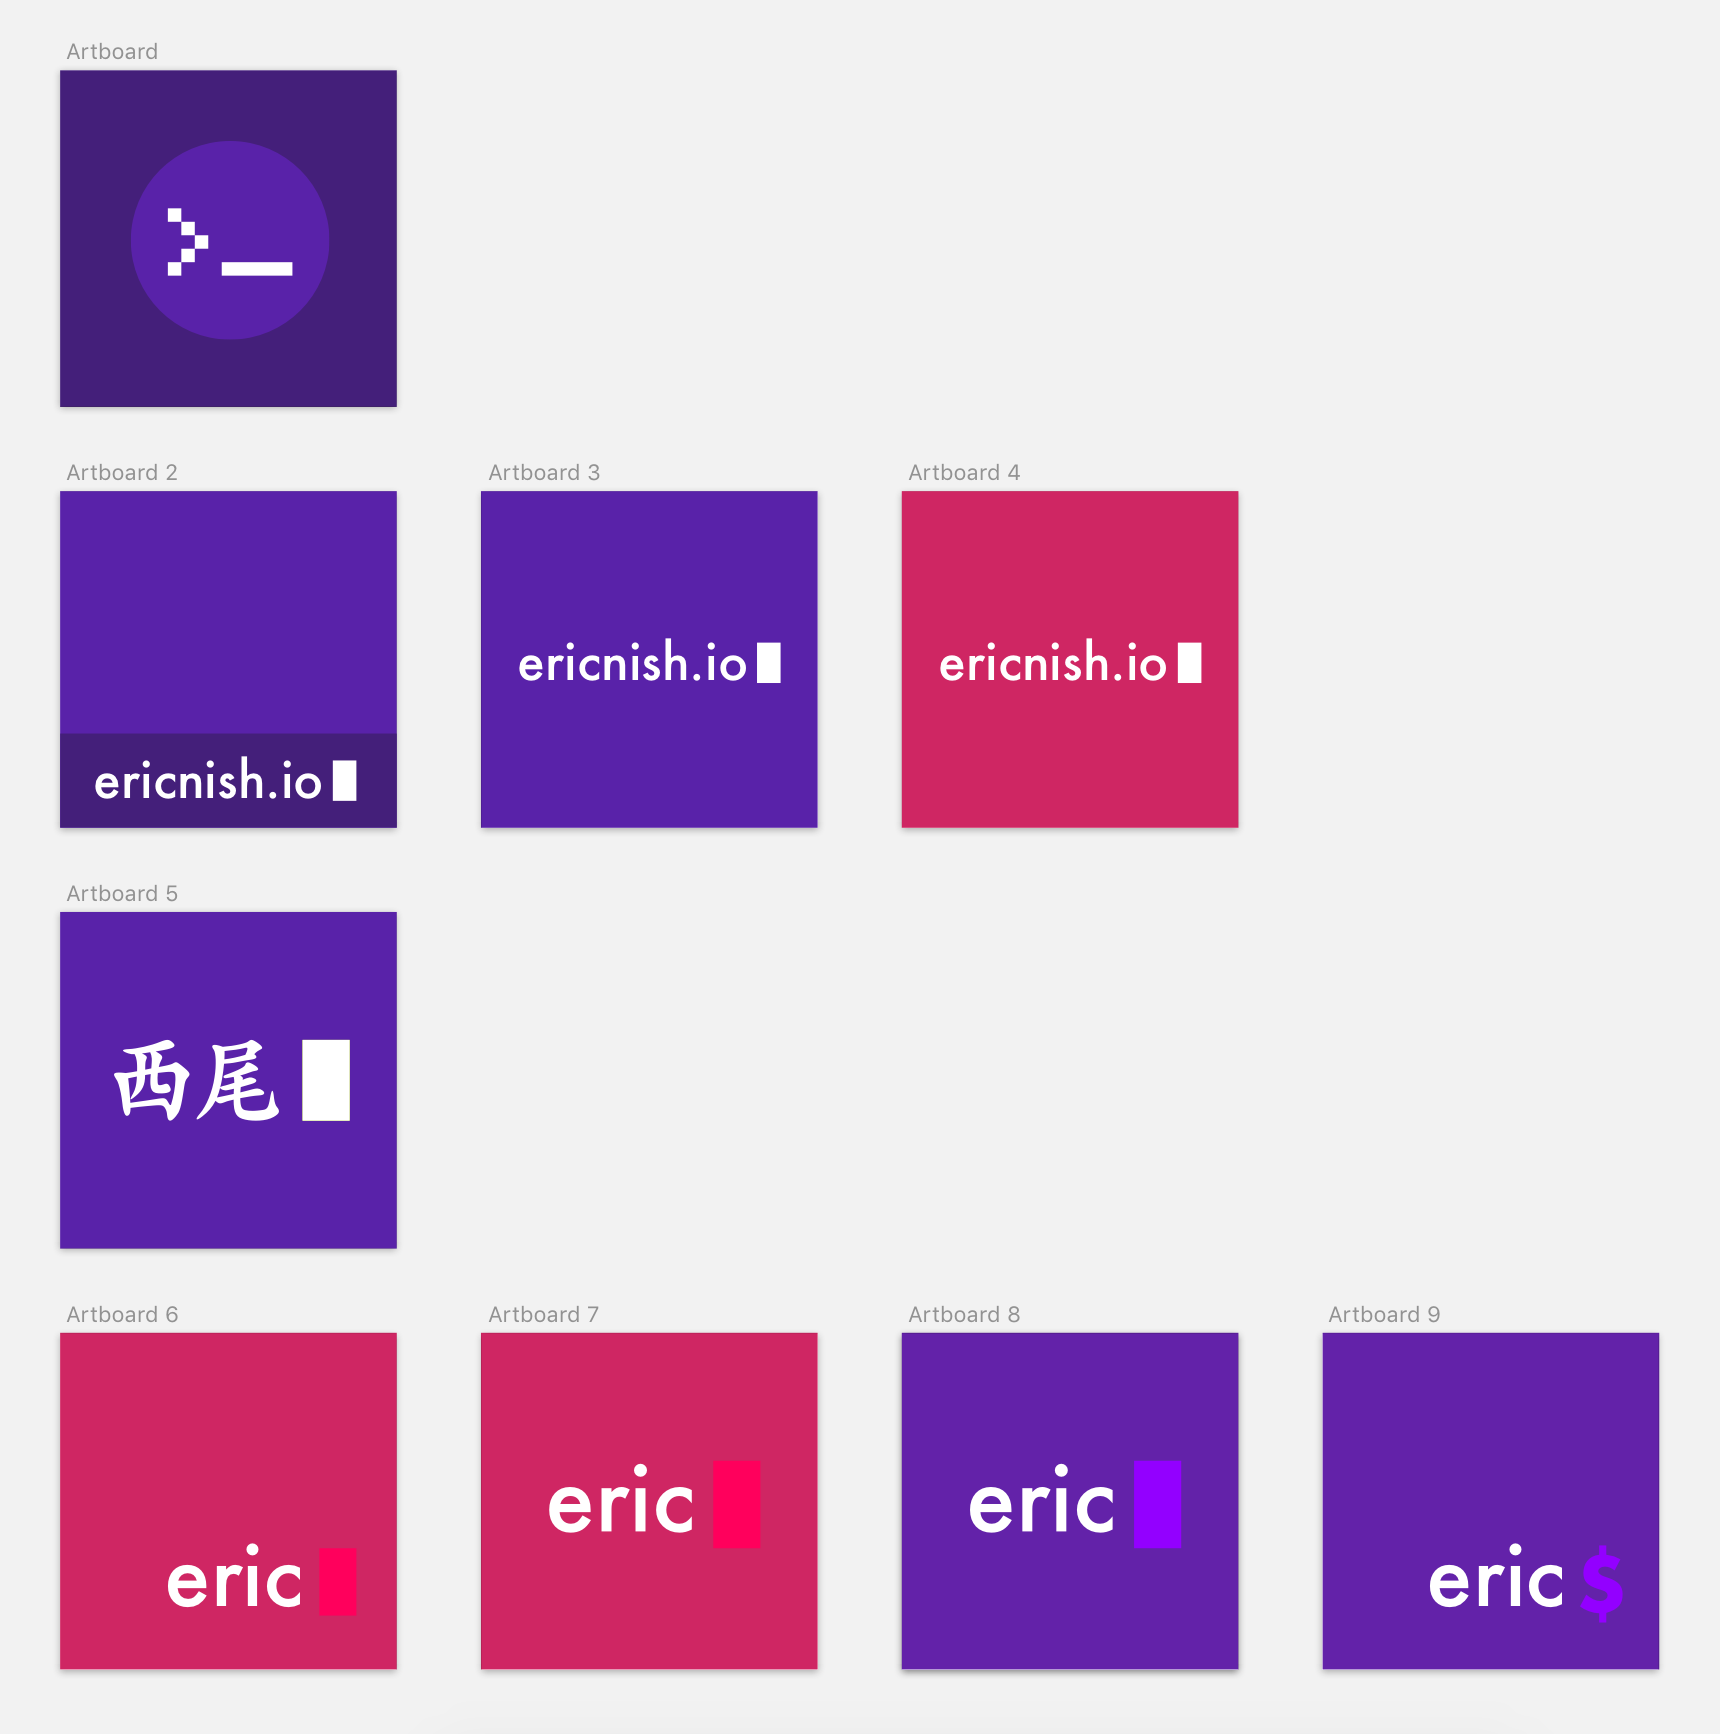 Artboard
>_
Artboard 2
Artboard 3
Artboard 4
ericnish.io
ericnish.io
ericnish.io
Artboard 5
西尾
Artboard 6
Artboard 7
Artboard 8
Artboard 9
eric
eric
eric
eric $